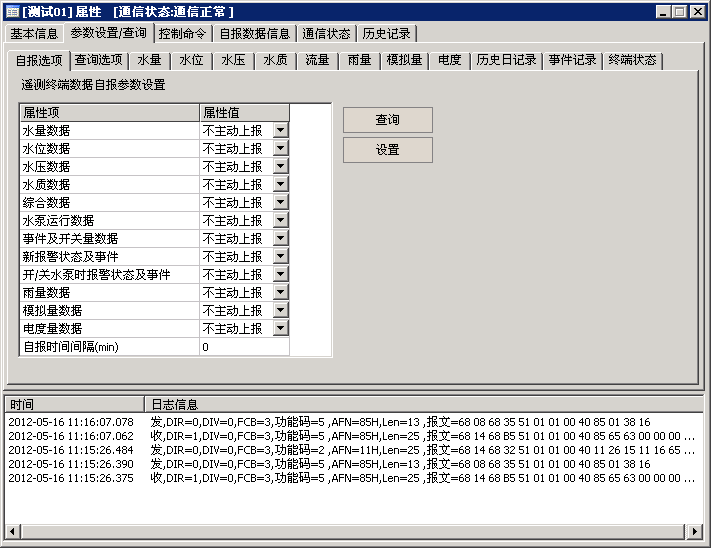 [测试01] 属性 [通信状态:通信正常 ]
基本信息 参数设置/查询 控制命令 自报数据信息 通信状态 历史记录
自报选项 查询选项 水量 水位 水压 水质 流量 雨量 模拟量 电度 历史日记录 事件记录 终端状态
遥测终端数据自报参数设置
属性项 属性值
水量数据 不主动上报
水位数据 不主动上报
水压数据 不主动上报
水质数据 不主动上报
综合数据 不主动上报
水泵运行数据 不主动上报
事件及开关量数据 不主动上报
新报警状态及事件 不主动上报
开/关水泵时报警状态及事件 不主动上报
雨量数据 不主动上报
模拟量数据 不主动上报
电度量数据 不主动上报
自报时间间隔(min) 0
查询
设置
时间 日志信息
2012-05-16 11:16:07.078 发,DIR=0,DIV=0,FCB=3,功能码=5 ,AFN=85H,Len=13 ,报文=68 08 68 35 51 01 01 00 40 85 01 38 16
2012-05-16 11:16:07.062 收,DIR=1,DIV=0,FCB=3,功能码=5 ,AFN=85H,Len=25 ,报文=68 14 68 B5 51 01 01 00 40 85 65 63 00 00 00 ...
2012-05-16 11:15:26.484 发,DIR=0,DIV=0,FCB=3,功能码=2 ,AFN=11H,Len=25 ,报文=68 14 68 32 51 01 01 00 40 11 26 15 11 16 65 ...
2012-05-16 11:15:26.390 发,DIR=0,DIV=0,FCB=3,功能码=5 ,AFN=85H,Len=13 ,报文=68 08 68 35 51 01 01 00 40 85 01 38 16
2012-05-16 11:15:26.375 收,DIR=1,DIV=0,FCB=3,功能码=5 ,AFN=85H,Len=25 ,报文=68 14 68 B5 51 01 01 00 40 85 65 63 00 00 00 ...